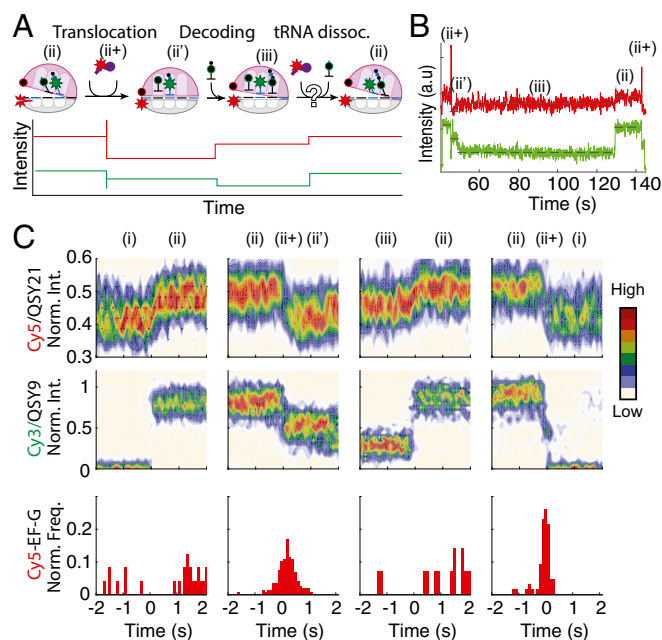 A
Translocation Decoding tRNA dissoc.
(ii) (ii+) (ii') (iii) (ii)
?
Intensity
Time
B
(ii+) (ii+)
(ii') (iii) (ii)
Intensity (a.u)
60 80 100 120 140
Time (s)
C
(i) (ii) (ii) (ii+) (ii') (iii) (ii) (ii) (ii+) (i)
Cy5/QSY21
Norm. Int.
0.6
0.5
0.4
0.3
High
Low
Cy3/QSY9
Norm. Int.
1
0
Cy5-EF-G
Norm. Freq.
0.2
0.1
0
-2 -1 0 1 2 -2 -1 0 1 2 -2 -1 0 1 2 -2 -1 0 1 2
Time (s) Time (s) Time (s) Time (s)